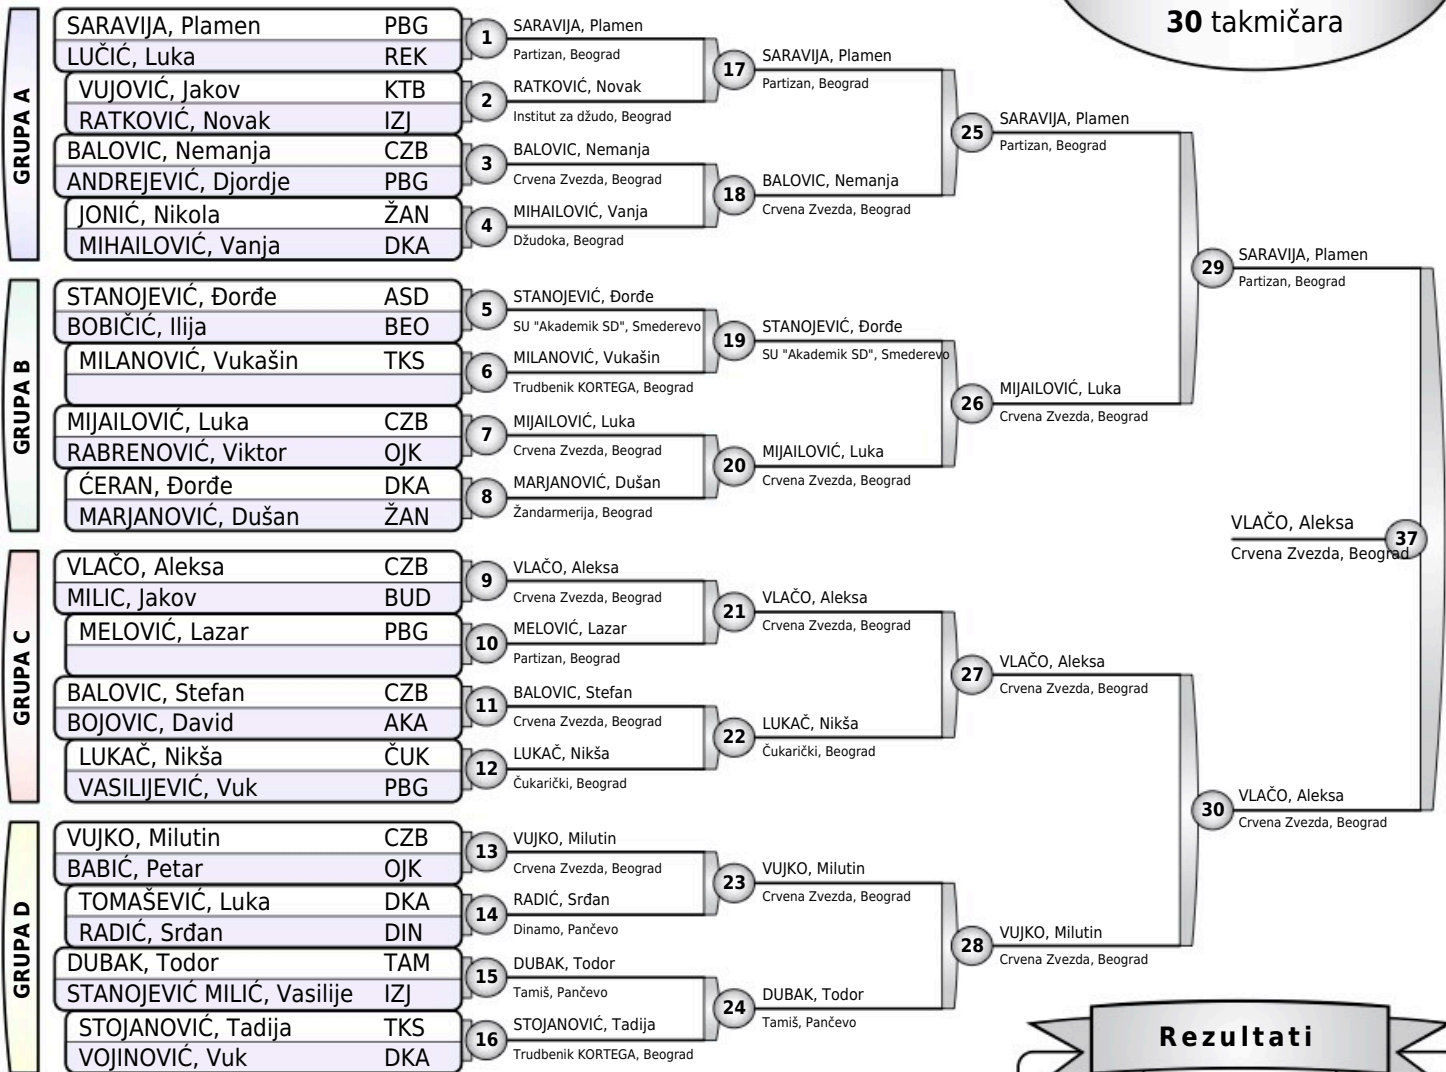 30 takmičara
GRUPA A
SARAVIJA, Plamen PBG
LUČIĆ, Luka REK
VUJOVIĆ, Jakov KTB
RATKOVIĆ, Novak IZJ
BALOVIC, Nemanja CZB
ANDREJEVIĆ, Djordje PBG
JONIĆ, Nikola ŽAN
MIHAILOVIĆ, Vanja DKA
GRUPA B
STANOJEVIĆ, Đorđe ASD
BOBIČIĆ, Ilija BEO
MILANOVIĆ, Vukašin TKS
MIJAILOVIĆ, Luka CZB
RABRENOVIĆ, Viktor OJK
ĆERAN, Đorđe DKA
MARJANOVIĆ, Dušan ŽAN
GRUPA C
VLAČO, Aleksa CZB
MILIC, Jakov BUD
MELOVIĆ, Lazar PBG
BALOVIC, Stefan CZB
BOJOVIC, David AKA
LUKAČ, Nikša ČUK
VASILIJEVIĆ, Vuk PBG
GRUPA D
VUJKO, Milutin CZB
BABIĆ, Petar OJK
TOMAŠEVIĆ, Luka DKA
RADIĆ, Srđan DIN
DUBAK, Todor TAM
STANOJEVIĆ MILIĆ, Vasilije IZJ
STOJANOVIĆ, Tadija TKS
VOJINOVIĆ, Vuk DKA
1 SARAVIJA, Plamen
Partizan, Beograd
2 RATKOVIĆ, Novak
Institut za džudo, Beograd
3 BALOVIC, Nemanja
Crvena Zvezda, Beograd
4 MIHAILOVIĆ, Vanja
Džudoka, Beograd
5 STANOJEVIĆ, Đorđe
SU "Akademik SD", Smederevo
6 MILANOVIĆ, Vukašin
Trudbenik KORTEGA, Beograd
7 MIJAILOVIĆ, Luka
Crvena Zvezda, Beograd
8 MARJANOVIĆ, Dušan
Žandarmerija, Beograd
9 VLAČO, Aleksa
Crvena Zvezda, Beograd
10 MELOVIĆ, Lazar
Partizan, Beograd
11 BALOVIC, Stefan
Crvena Zvezda, Beograd
12 LUKAČ, Nikša
Čukarički, Beograd
13 VUJKO, Milutin
Crvena Zvezda, Beograd
14 RADIĆ, Srđan
Dinamo, Pančevo
15 DUBAK, Todor
Tamiš, Pančevo
16 STOJANOVIĆ, Tadija
Trudbenik KORTEGA, Beograd
17 SARAVIJA, Plamen
Partizan, Beograd
18 BALOVIC, Nemanja
Crvena Zvezda, Beograd
19 STANOJEVIĆ, Đorđe
SU "Akademik SD", Smederevo
20 MIJAILOVIĆ, Luka
Crvena Zvezda, Beograd
21 VLAČO, Aleksa
Crvena Zvezda, Beograd
22 LUKAČ, Nikša
Čukarički, Beograd
23 VUJKO, Milutin
Crvena Zvezda, Beograd
24 DUBAK, Todor
Tamiš, Pančevo
25 SARAVIJA, Plamen
Partizan, Beograd
26 MIJAILOVIĆ, Luka
Crvena Zvezda, Beograd
27 VLAČO, Aleksa
Crvena Zvezda, Beograd
28 VUJKO, Milutin
Crvena Zvezda, Beograd
29 SARAVIJA, Plamen
Partizan, Beograd
30 VLAČO, Aleksa
Crvena Zvezda, Beograd
VLAČO, Aleksa 37
Crvena Zvezda, Beograd
Rezultati